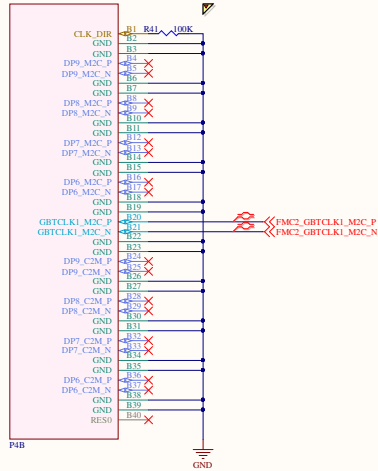 CLK_DIR B1 R41 100K
GND B2
GND B3
DP9_M2C_P B4
DP9_M2C_N B5
GND B6
GND B7
DP8_M2C_P B8
DP8_M2C_N B9
GND B10
GND B11
DP7_M2C_P B12
DP7_M2C_N B13
GND B14
GND B15
DP6_M2C_P B16
DP6_M2C_N B17
GND B18
GND B19
GBTCLK1_M2C_P B20 FMC2_GBTCLK1_M2C_P
GBTCLK1_M2C_N B21 FMC2_GBTCLK1_M2C_N
GND B22
GND B23
DP9_C2M_P B24
DP9_C2M_N B25
GND B26
GND B27
DP8_C2M_P B28
DP8_C2M_N B29
GND B30
GND B31
DP7_C2M_P B32
DP7_C2M_N B33
GND B34
GND B35
DP6_C2M_P B36
DP6_C2M_N B37
GND B38
GND B39
RES0 B40
P4B
GND